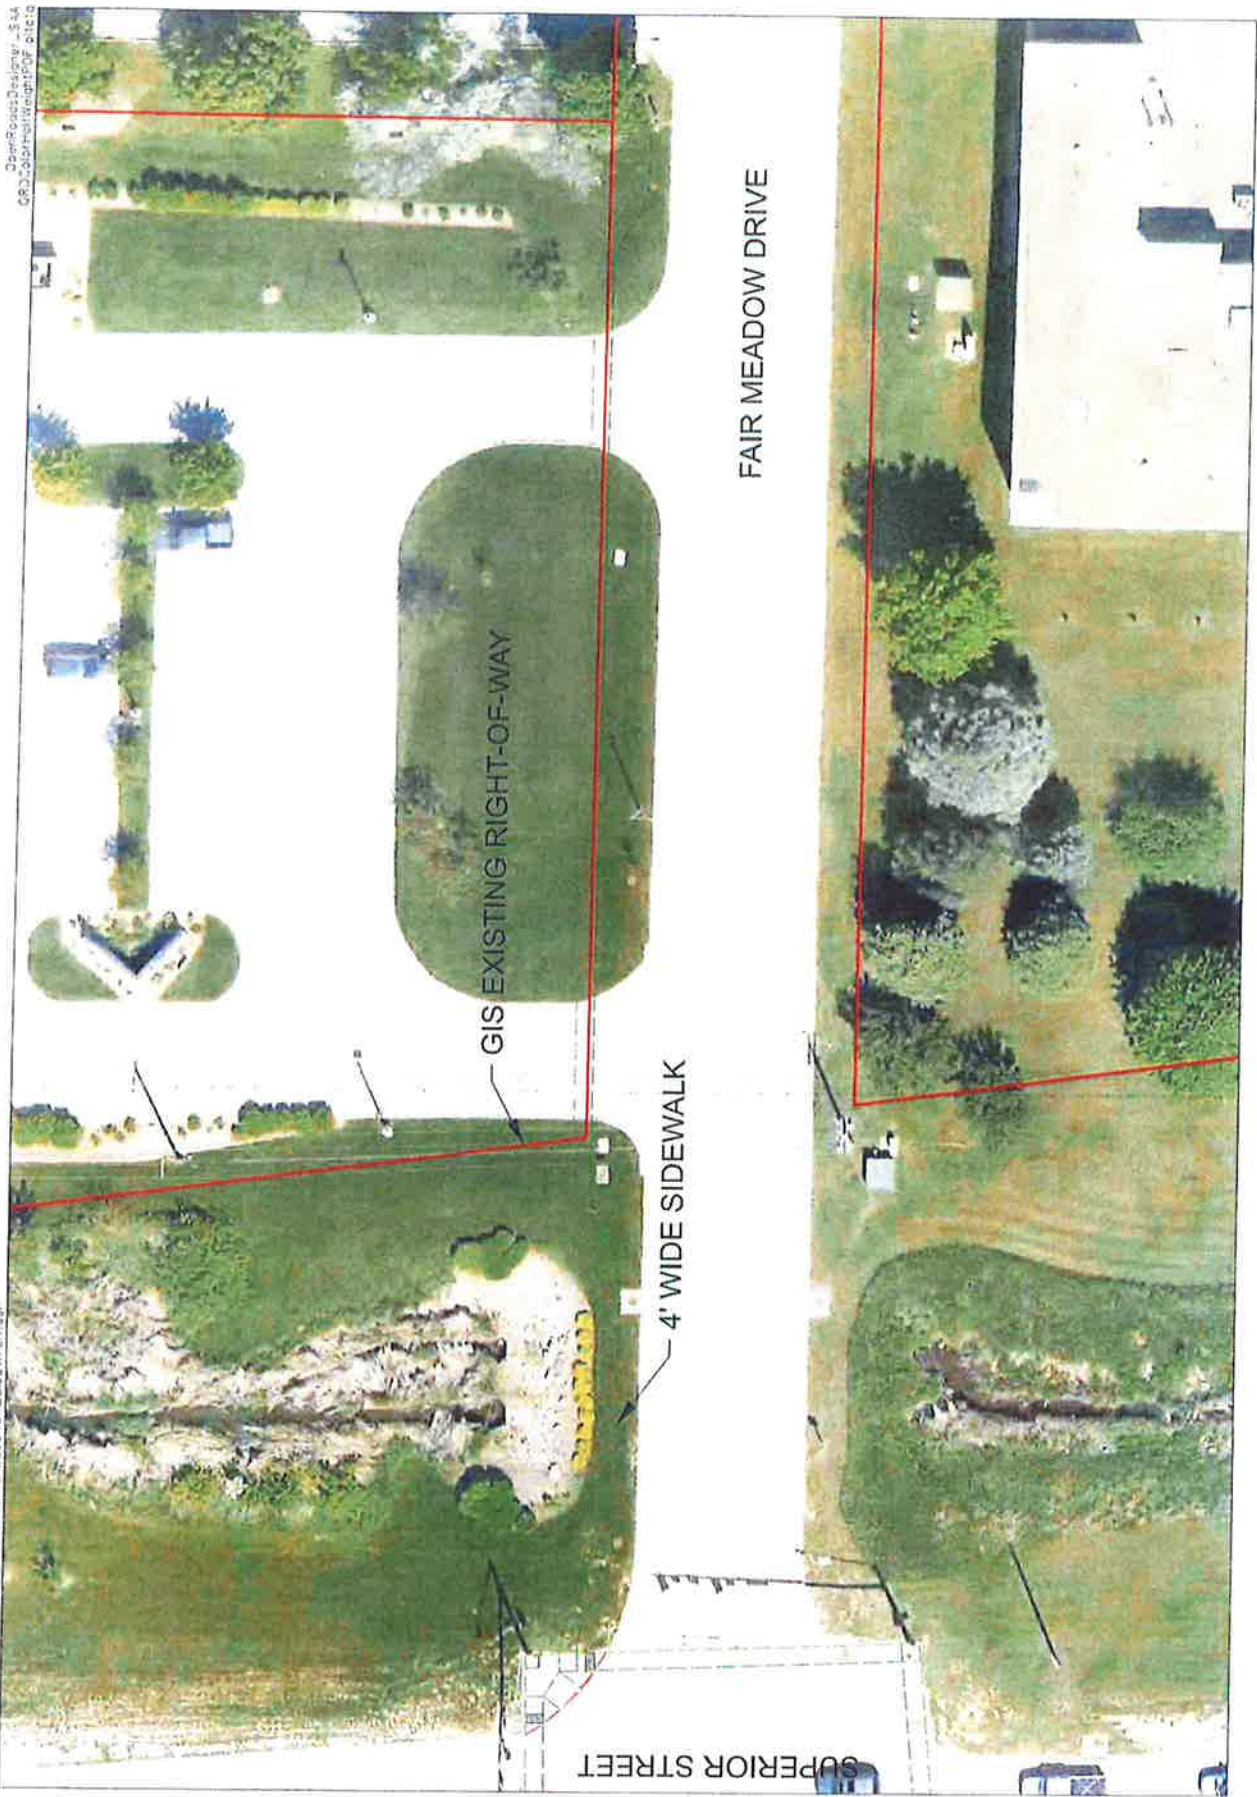 FAIR MEADOW DRIVE
GIS EXISTING RIGHT-OF-WAY
4' WIDE SIDEWALK
SUPERIOR STREET